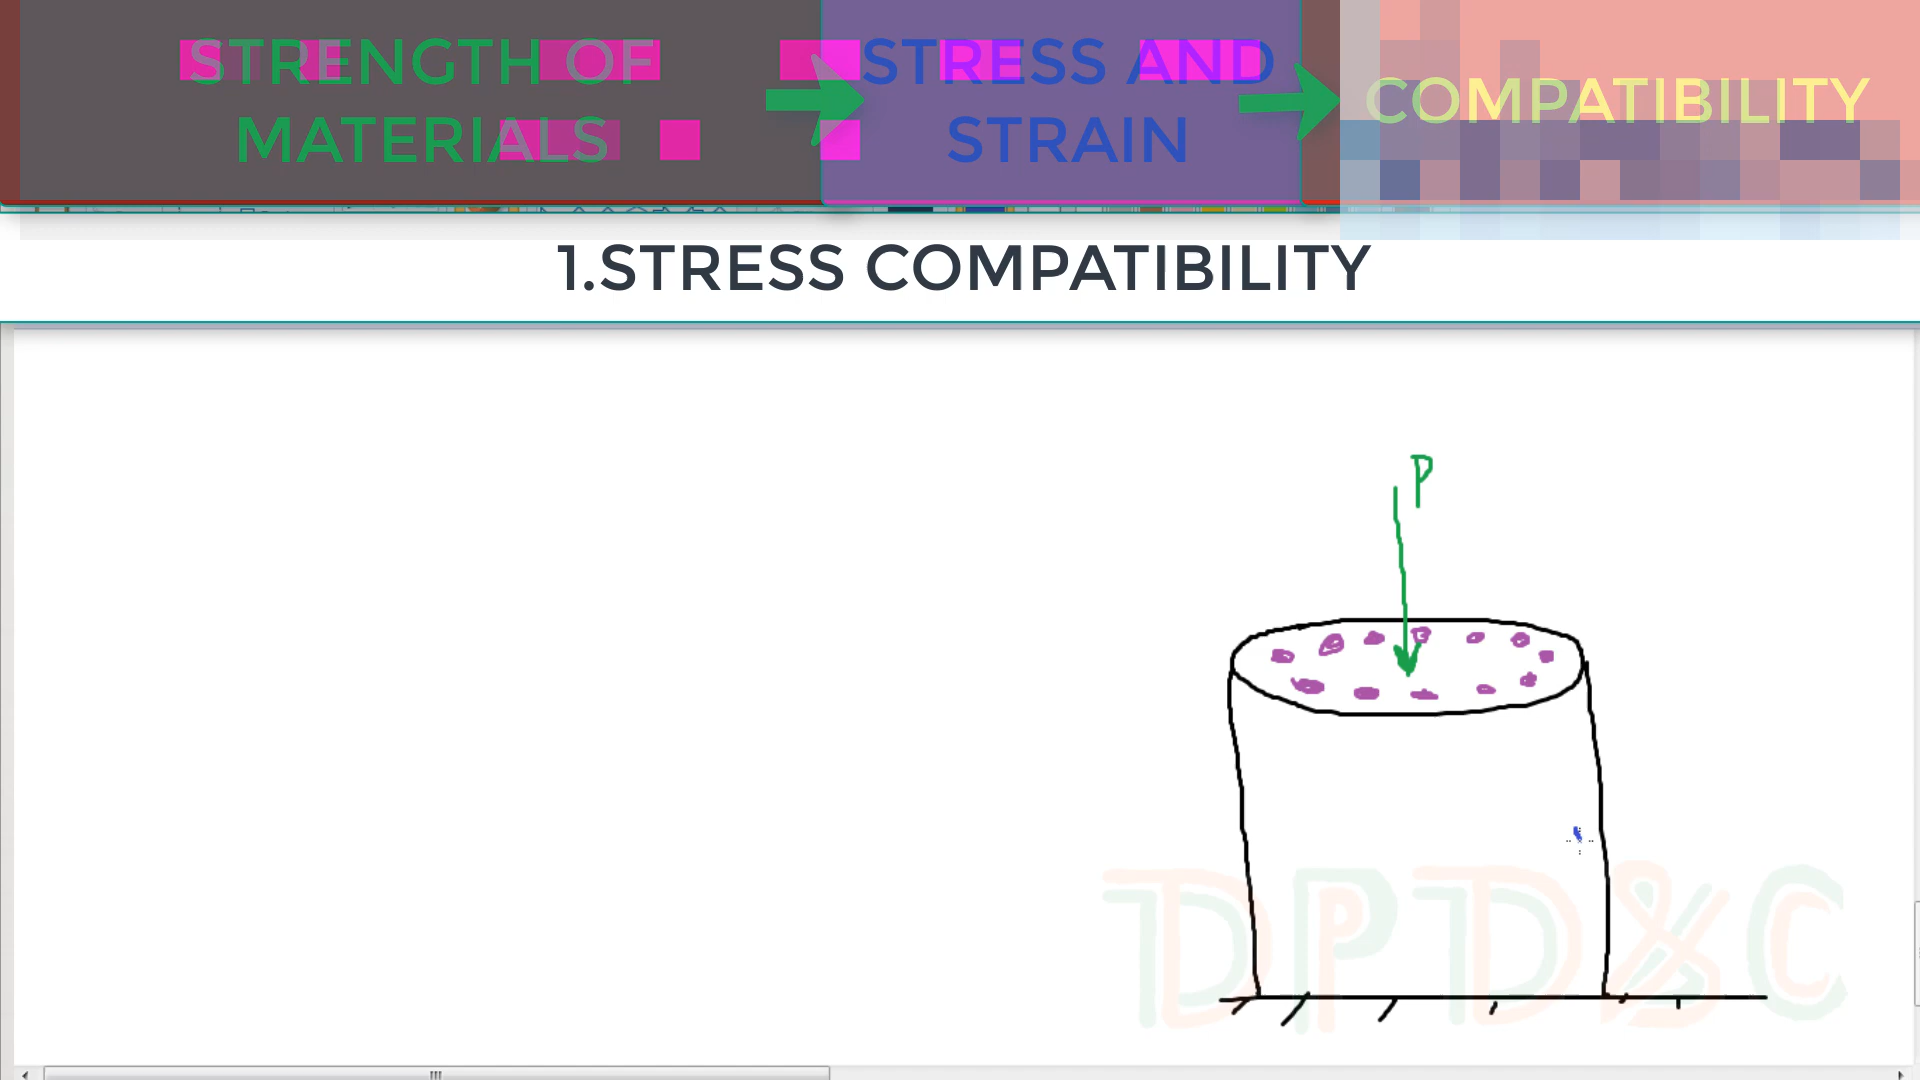 STRENGTH OF
MATERIALS
STRESS AND
STRAIN
COMPATIBILITY
1.STRESS COMPATIBILITY
P
DPD&C